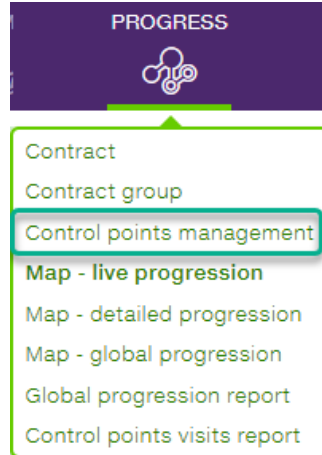 PROGRESS
Contract
Contract group
Control points management
Map - live progression
Map - detailed progression
Map - global progression
Global progression report
Control points visits report